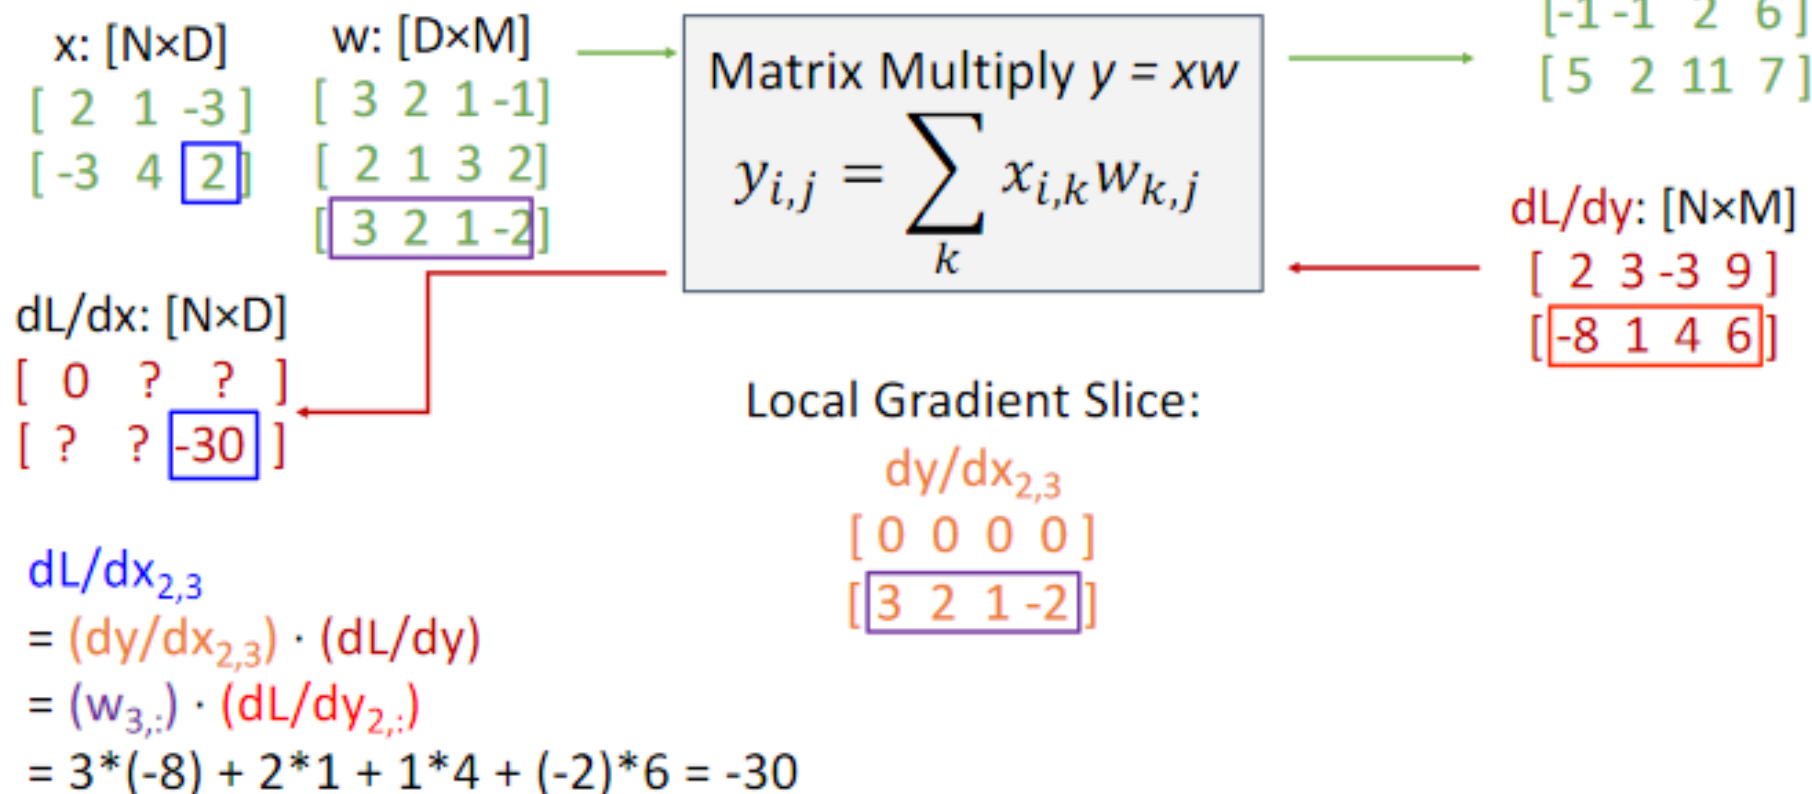 x: [N×D]
[ 2 1 -3 ]
[ -3 4 2 ]
w: [D×M]
[ 3 2 1 -1]
[ 2 1 3 2]
[ 3 2 1 -2]
Matrix Multiply y = xw
y_{i,j} = ∑_k x_{i,k} w_{k,j}
[-1 -1 2 6 ]
[ 5 2 11 7 ]
dL/dy: [N×M]
[ 2 3 -3 9 ]
[ -8 1 4 6 ]
dL/dx: [N×D]
[ 0 ? ? ]
[ ? ? -30 ]
Local Gradient Slice:
dy/dx_{2,3}
[ 0 0 0 0 ]
[ 3 2 1 -2 ]
dL/dx_{2,3}
= (dy/dx_{2,3}) · (dL/dy)
= (w_{3,:}) · (dL/dy_{2,:})
= 3*(-8) + 2*1 + 1*4 + (-2)*6 = -30